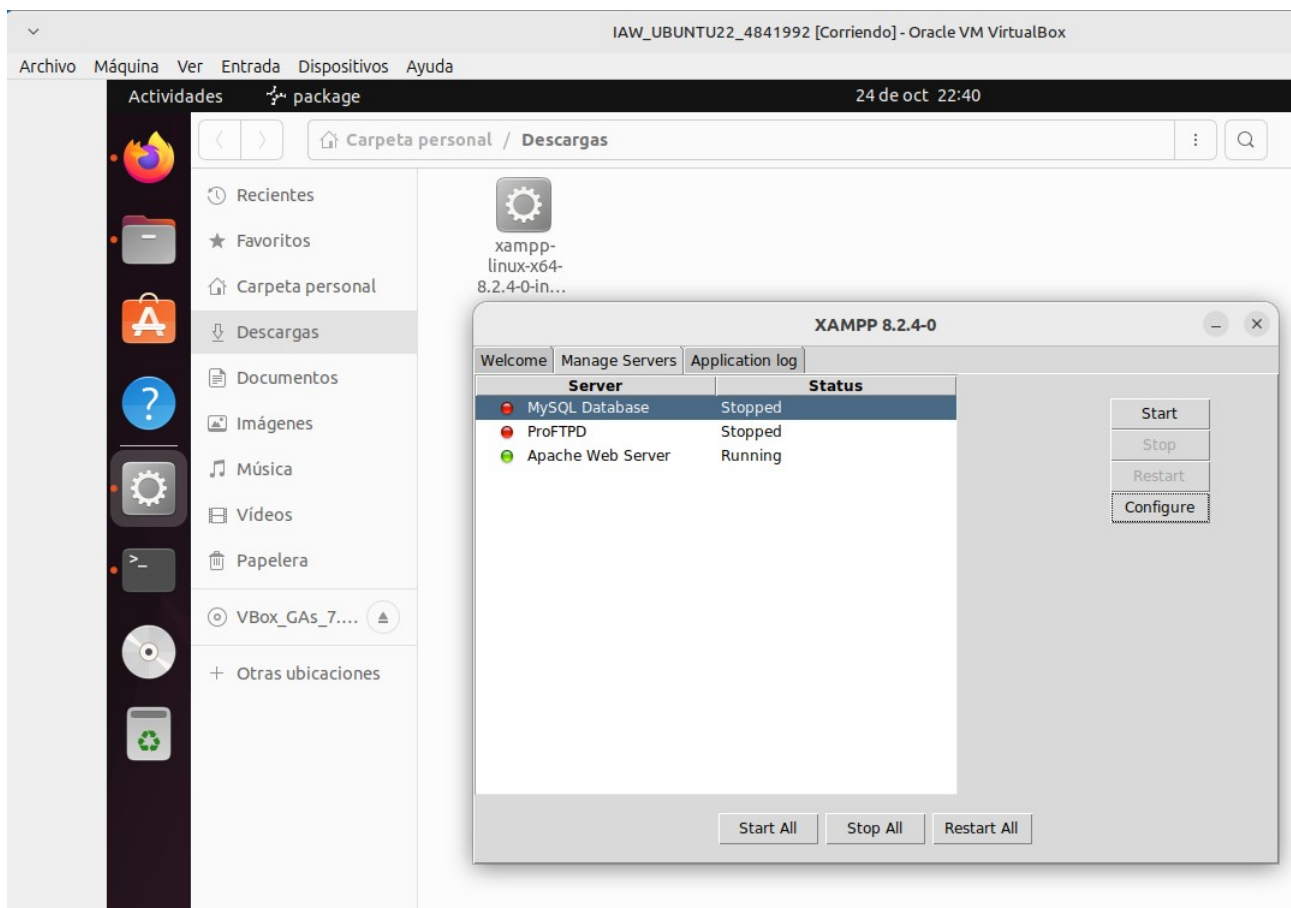 IAW_UBUNTU22_4841992 [Corriendo] - Oracle VM VirtualBox
Archivo Máquina Ver Entrada Dispositivos Ayuda
Actividades package 24 de oct 22:40
Carpeta personal / Descargas
Recientes
Favoritos
Carpeta personal
Descargas
Documentos
Imágenes
Música
Vídeos
Papelera
VBox_GAs_7....
+ Otras ubicaciones
xampp-
linux-x64-
8.2.4-0-in...
XAMPP 8.2.4-0
Welcome Manage Servers Application log
Server Status
MySQL Database Stopped
ProFTPD Stopped
Apache Web Server Running
Start
Stop
Restart
Configure
Start All Stop All Restart All